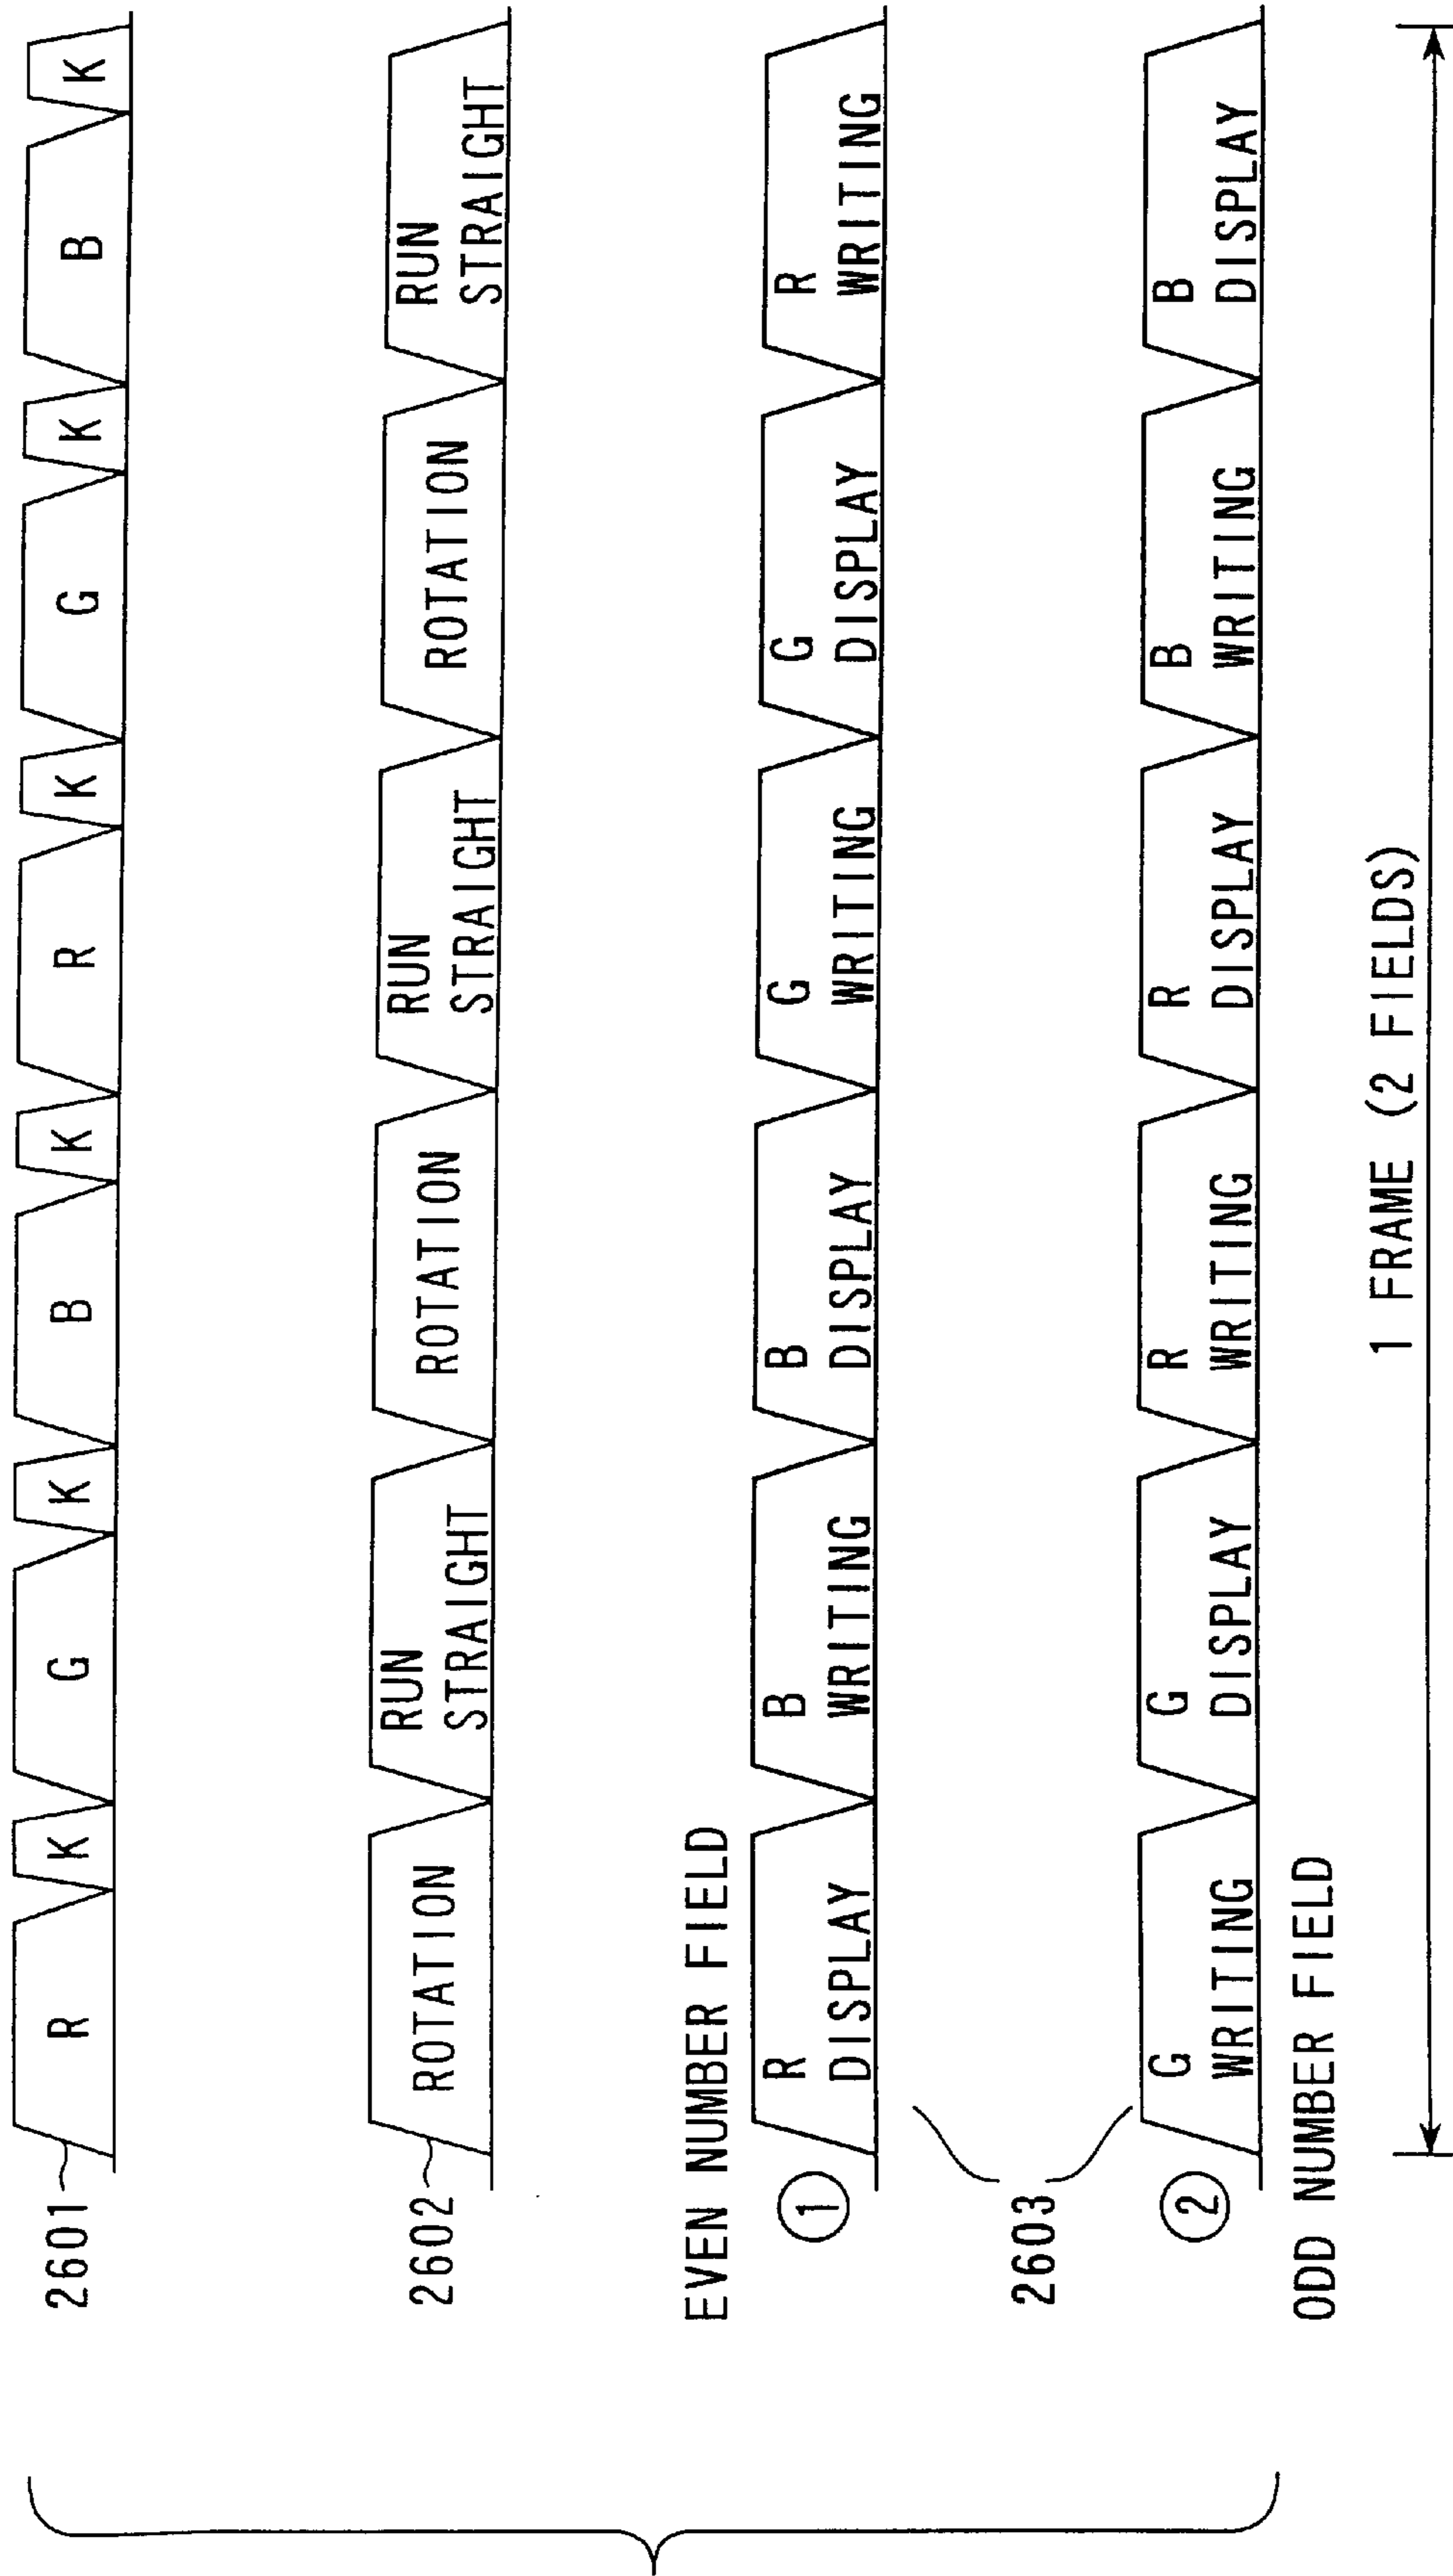 2601
R K G K B K R K G K B K
2602
ROTATION
RUN
STRAIGHT
ROTATION
RUN
STRAIGHT
ROTATION
RUN
STRAIGHT
EVEN NUMBER FIELD
1
R
DISPLAY
B
WRITING
B
DISPLAY
G
WRITING
G
DISPLAY
R
WRITING
2603
2
G
WRITING
G
DISPLAY
R
WRITING
R
DISPLAY
B
WRITING
B
DISPLAY
ODD NUMBER FIELD
1 FRAME (2 FIELDS)